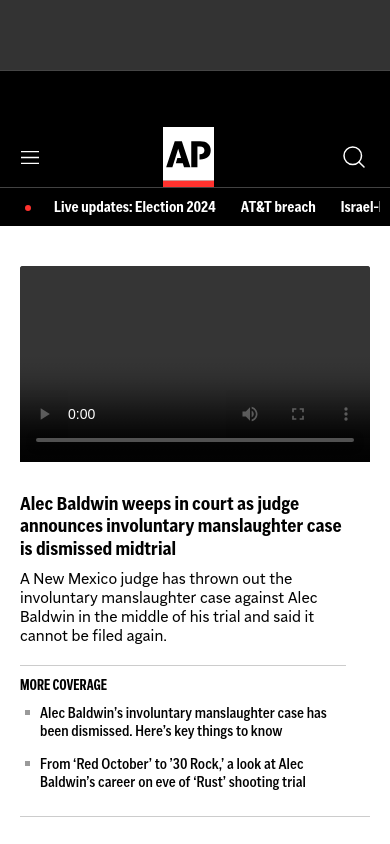 AP
Live updates: Election 2024 AT&T breach Israel-
0:00
Alec Baldwin weeps in court as judge
announces involuntary manslaughter case
is dismissed midtrial
A New Mexico judge has thrown out the
involuntary manslaughter case against Alec
Baldwin in the middle of his trial and said it
cannot be filed again.
MORE COVERAGE
Alec Baldwin’s involuntary manslaughter case has
been dismissed. Here’s key things to know
From ‘Red October’ to ’30 Rock,’ a look at Alec
Baldwin’s career on eve of ‘Rust’ shooting trial